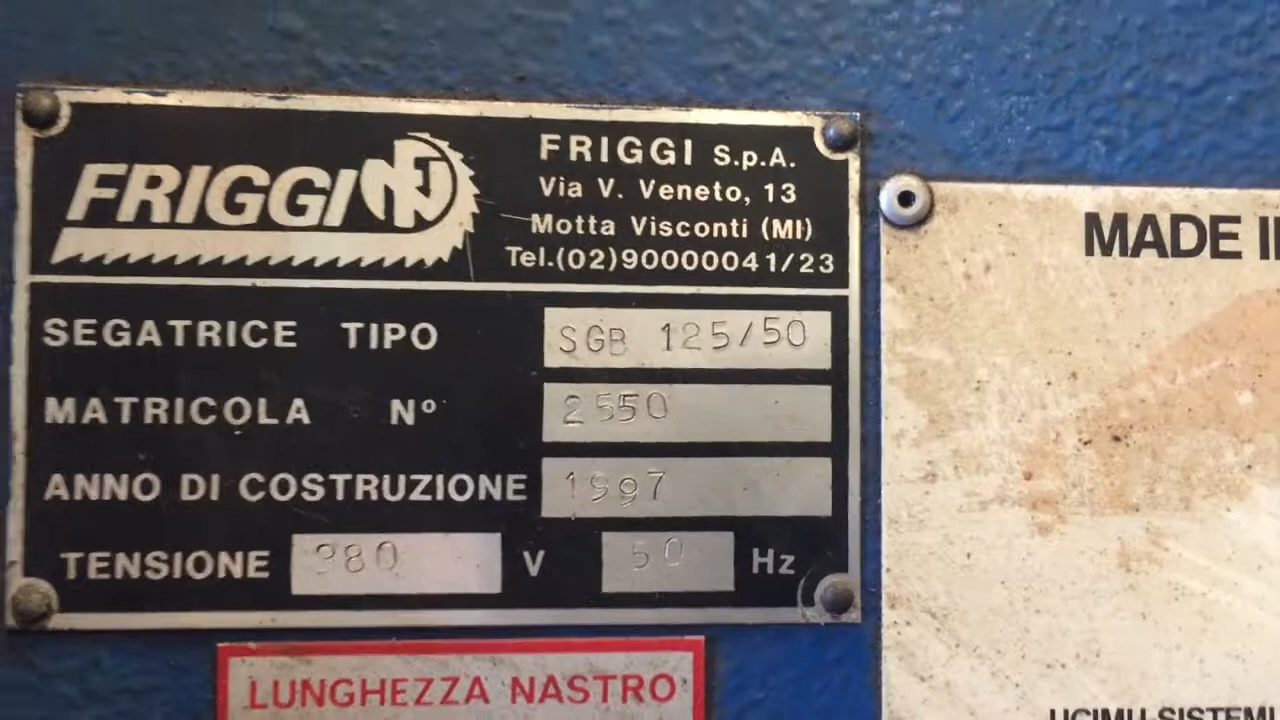 FRIGGI
FRIGGI S.p.A.
Via V. Veneto, 13
Motta Visconti (MI)
Tel.(02)90000041/23
SEGATRICE TIPO SGB 125/50
MATRICOLA Nº 2550
ANNO DI COSTRUZIONE 1997
TENSIONE 380 V 50 Hz
LUNGHEZZA NASTRO
MADE I
UCIMU-SISTEMI